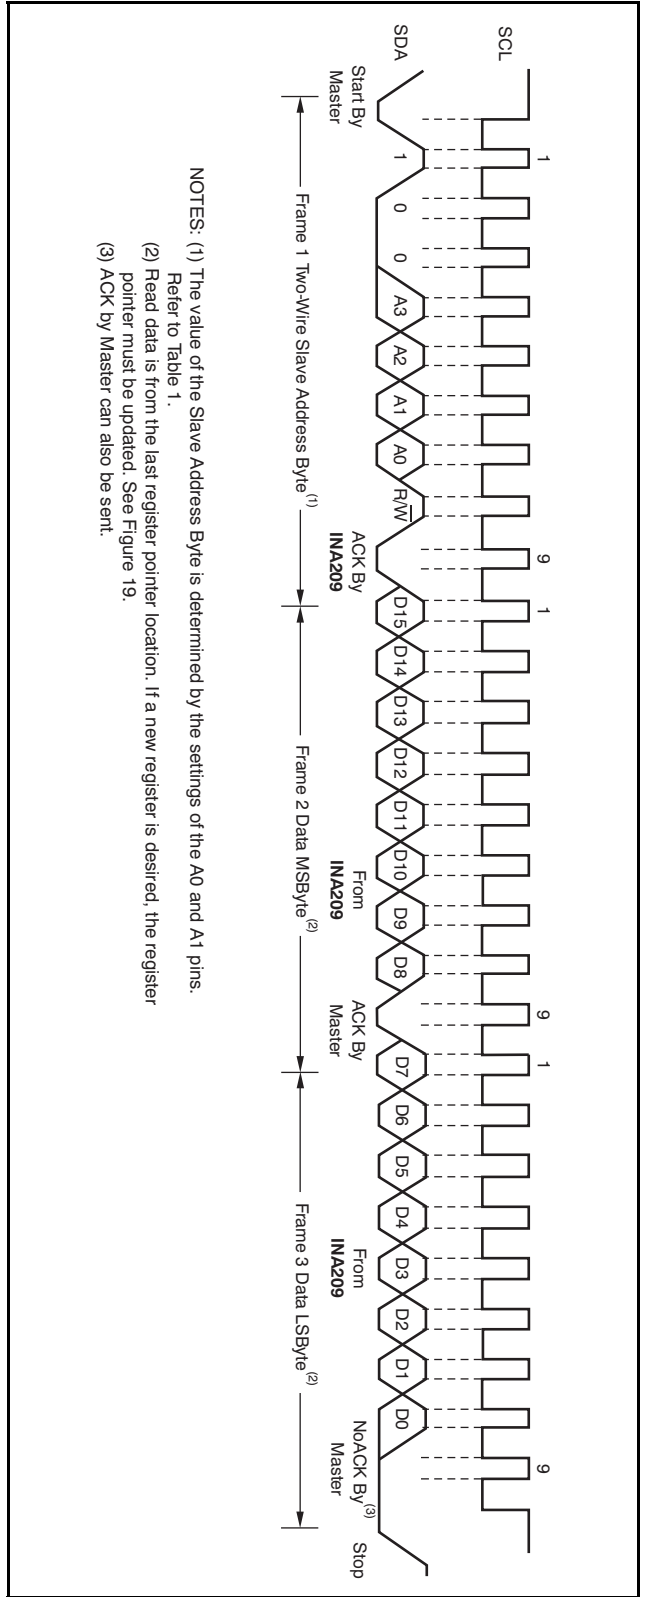 1 9 1 9 1 9
SCL
SDA
1 0 0 A3 A2 A1 A0 R/W D15 D14 D13 D12 D11 D10 D9 D8 D7 D6 D5 D4 D3 D2 D1 D0
Start By
Master
ACK By
INA209
From
INA209
ACK By
Master
From
INA209
NoACK By(3)
Master
Stop
Frame 1 Two-Wire Slave Address Byte(1)
Frame 2 Data MSByte(2)
Frame 3 Data LSByte(2)
NOTES: (1) The value of the Slave Address Byte is determined by the settings of the A0 and A1 pins.
Refer to Table 1.
(2) Read data is from the last register pointer location. If a new register is desired, the register
pointer must be updated. See Figure 19.
(3) ACK by Master can also be sent.